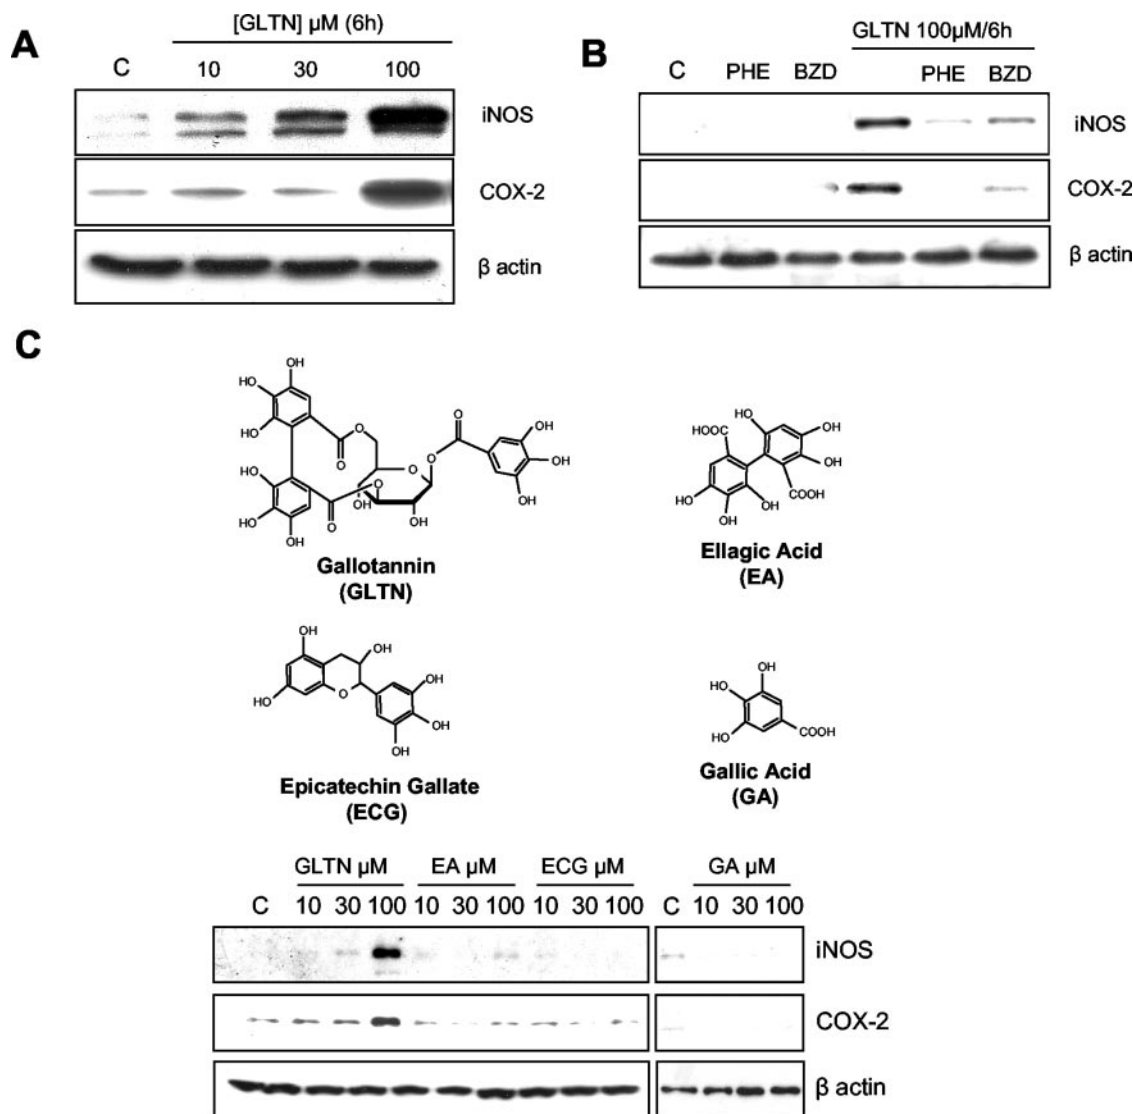 A
[GLTN] µM (6h)
C 10 30 100
iNOS
COX-2
β actin
B
GLTN 100µM/6h
C PHE BZD PHE BZD
iNOS
COX-2
β actin
C
OH
HO OH
HO
HO
HO
HO
OH
O
O
O
O
O
O
O
O
OH
OH
OH
OH
OH
Gallotannin
(GLTN)
HO
OH
HOOC
OH
COOH
HO
OH
OH
Ellagic Acid
(EA)
OH
OH
HO
O
OH
OH
OH
Epicatechin Gallate
(ECG)
OH
HO
HO
COOH
Gallic Acid
(GA)
GLTN µM EA µM ECG µM GA µM
C 10 30 100 10 30 100 10 30 100 C 10 30 100
iNOS
COX-2
β actin